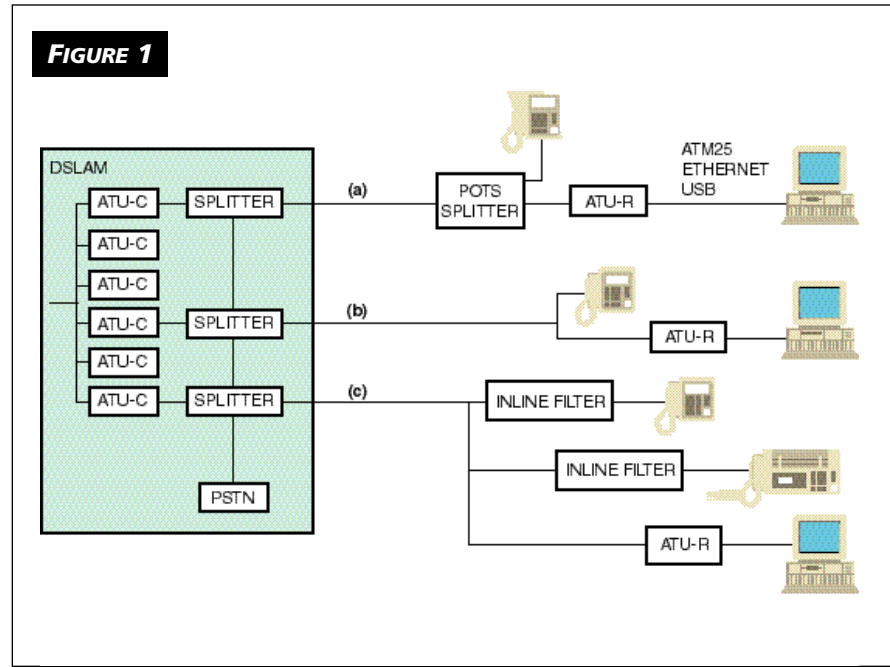 FIGURE 1
DSLAM
ATU-C
SPLITTER
(a)
POTS
SPLITTER
ATU-R
ATM25
ETHERNET
USB
ATU-C
ATU-C
ATU-C
SPLITTER
(b)
ATU-R
ATU-C
ATU-C
SPLITTER
(c)
INLINE FILTER
INLINE FILTER
PSTN
ATU-R